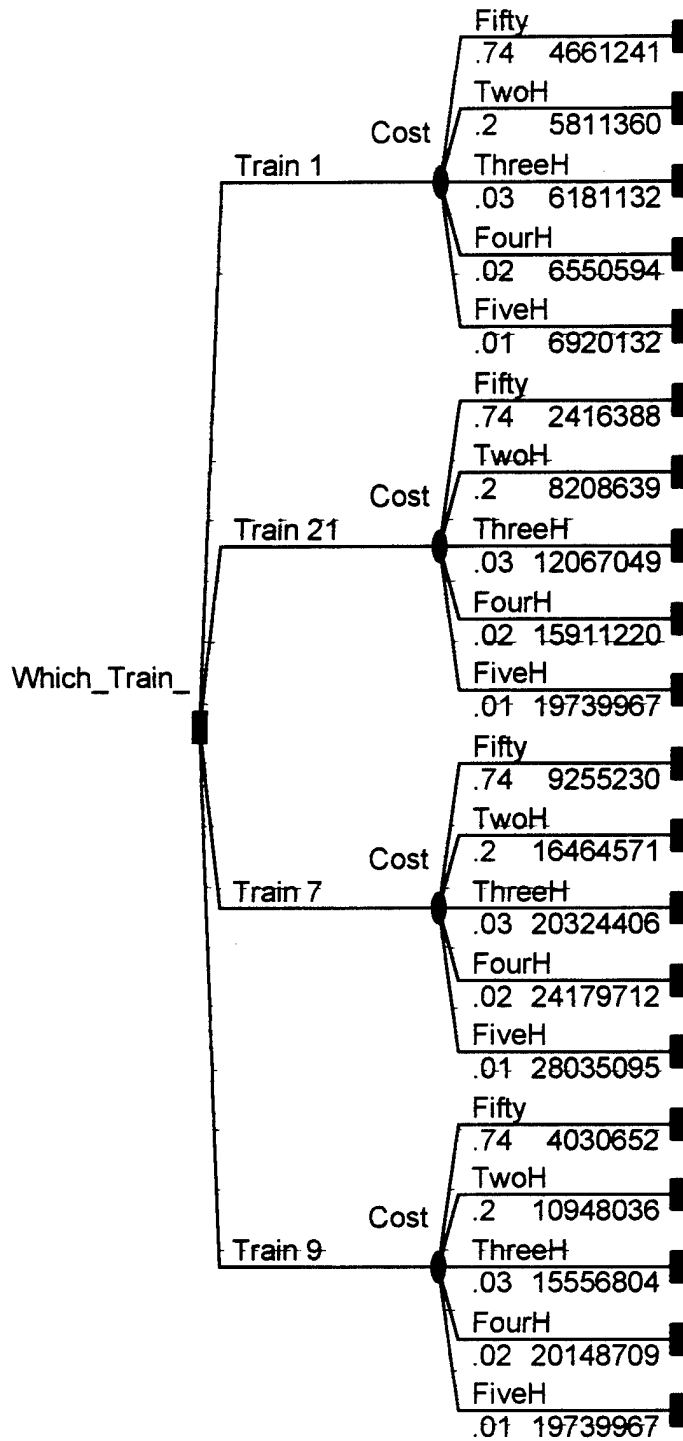 Fifty
.74 4661241
TwoH
.2 5811360
Cost
Train 1
ThreeH
.03 6181132
FourH
.02 6550594
FiveH
.01 6920132
Fifty
.74 2416388
TwoH
.2 8208639
Cost
Train 21
ThreeH
.03 12067049
FourH
.02 15911220
Which_Train_
FiveH
.01 19739967
Fifty
.74 9255230
TwoH
.2 16464571
Cost
Train 7
ThreeH
.03 20324406
FourH
.02 24179712
FiveH
.01 28035095
Fifty
.74 4030652
TwoH
.2 10948036
Cost
Train 9
ThreeH
.03 15556804
FourH
.02 20148709
FiveH
.01 19739967